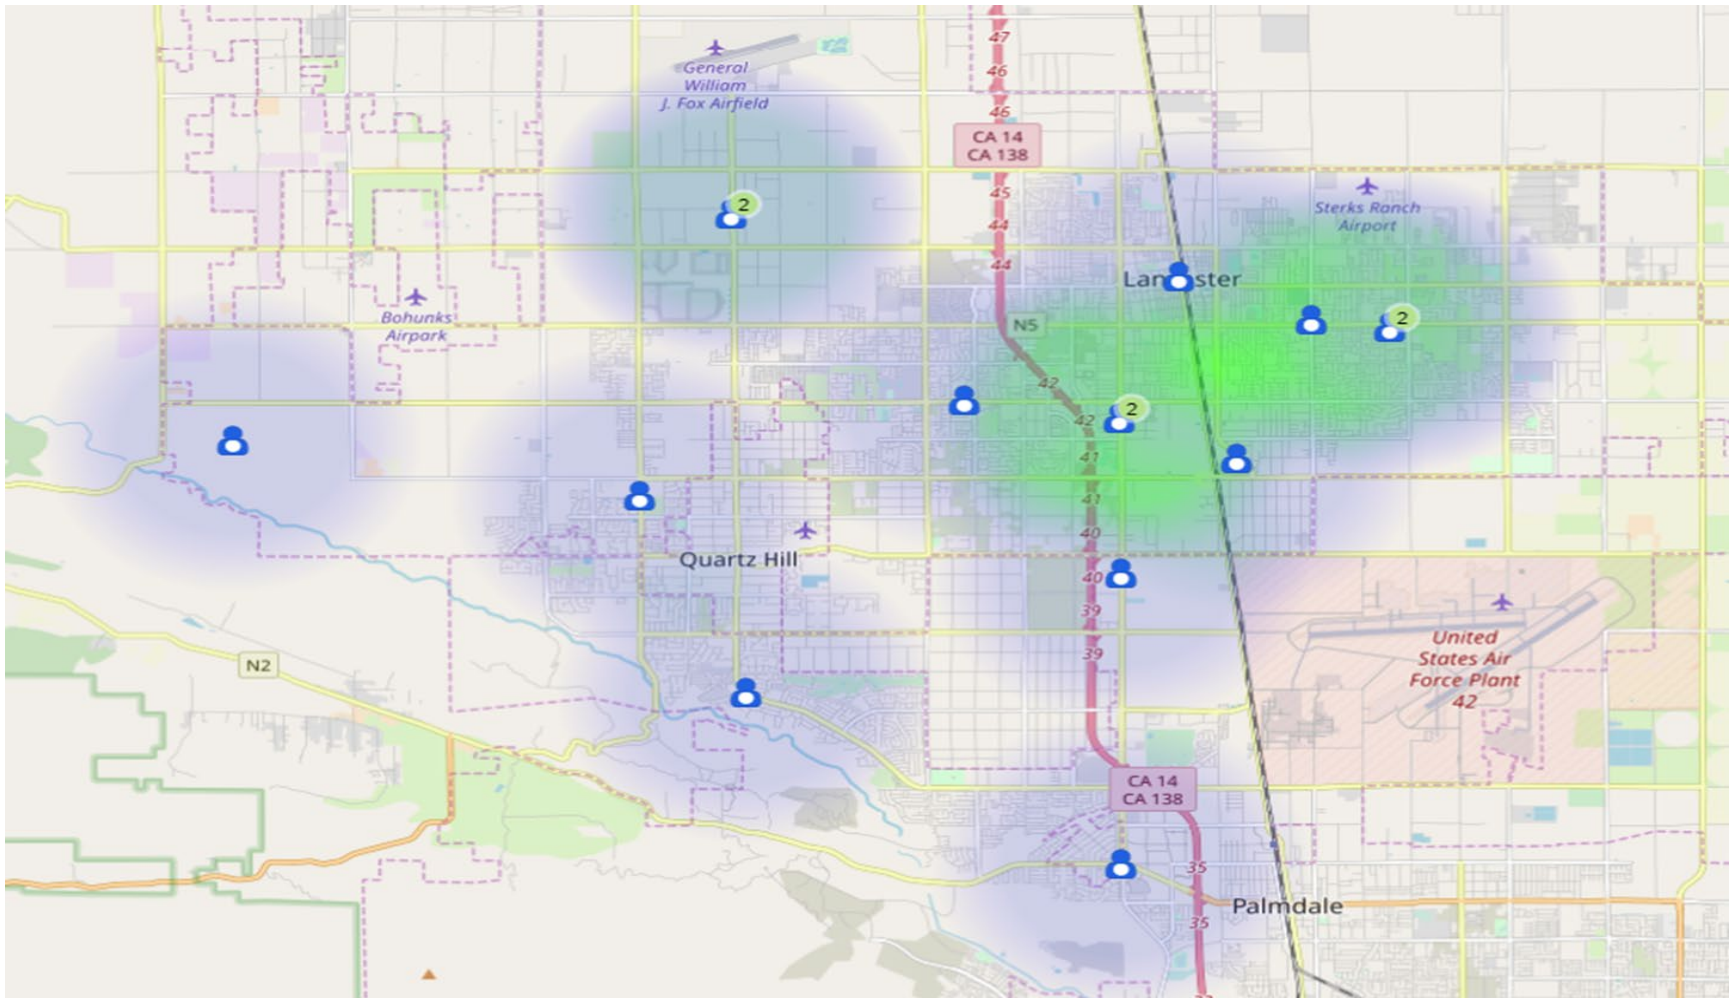 47
General
William
J. Fox Airfield
46
46
CA 14
CA 138
45
Sterks Ranch
Airport
2
44
44
Lancaster
Bohunks
Airpark
N5
2
42
2
42
41
41
40
Quartz Hill
40
39
39
N2
United
States Air
Force Plant
42
CA 14
CA 138
35
Palmdale
35